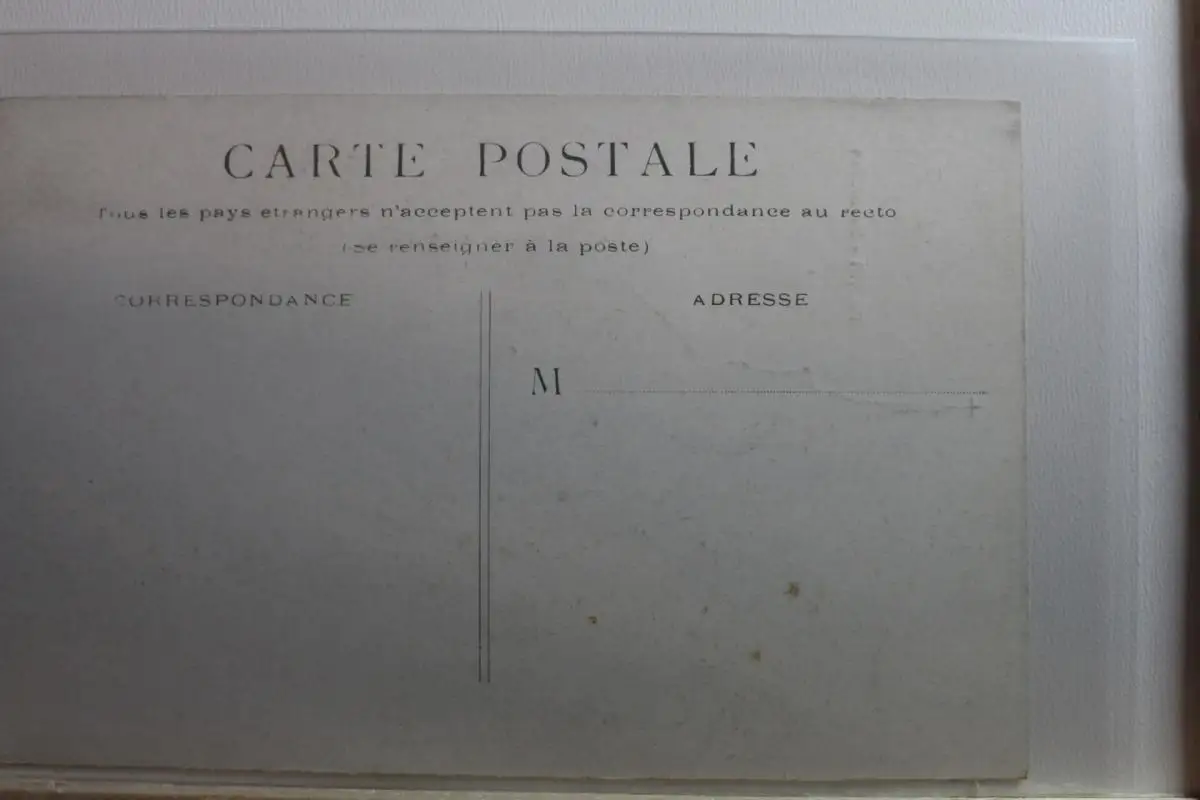 CARTE POSTALE
Tous les pays etrangers n'acceptent pas la correspondance au recto
(Se renseigner à la poste)
CORRESPONDANCE
ADRESSE
M